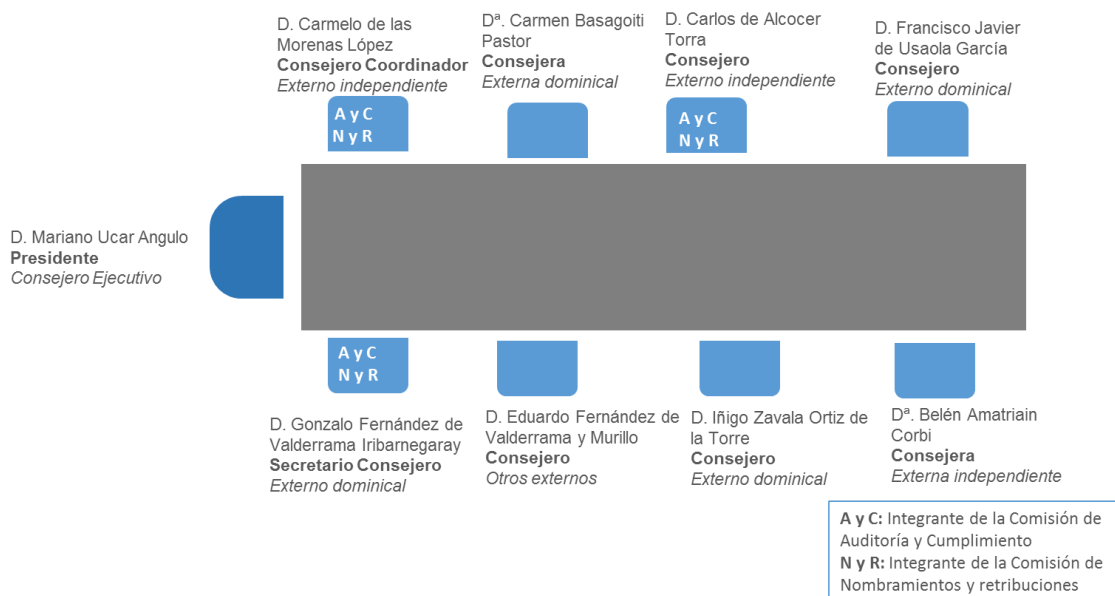 D. Carmelo de las
Morenas López
Consejero Coordinador
Externo independiente
Dª. Carmen Basagoiti
Pastor
Consejera
Externa dominical
D. Carlos de Alcocer
Torra
Consejero
Externo independiente
D. Francisco Javier
de Usaola García
Consejero
Externo dominical
A y C
N y R
A y C
N y R
D. Mariano Ucar Angulo
Presidente
Consejero Ejecutivo
A y C
N y R
D. Gonzalo Fernández de
Valderrama Iribarnegaray
Secretario Consejo
Externo dominical
D. Eduardo Fernández de
Valderrama y Murillo
Consejero
Otros externos
D. Iñigo Zavala Ortiz de
la Torre
Consejero
Externo dominical
Dª. Belén Amatriain
Corbi
Consejera
Externa independiente
A y C: Integrante de la Comisión de
Auditoría y Cumplimiento
N y R: Integrante de la Comisión de
Nombramientos y retribuciones